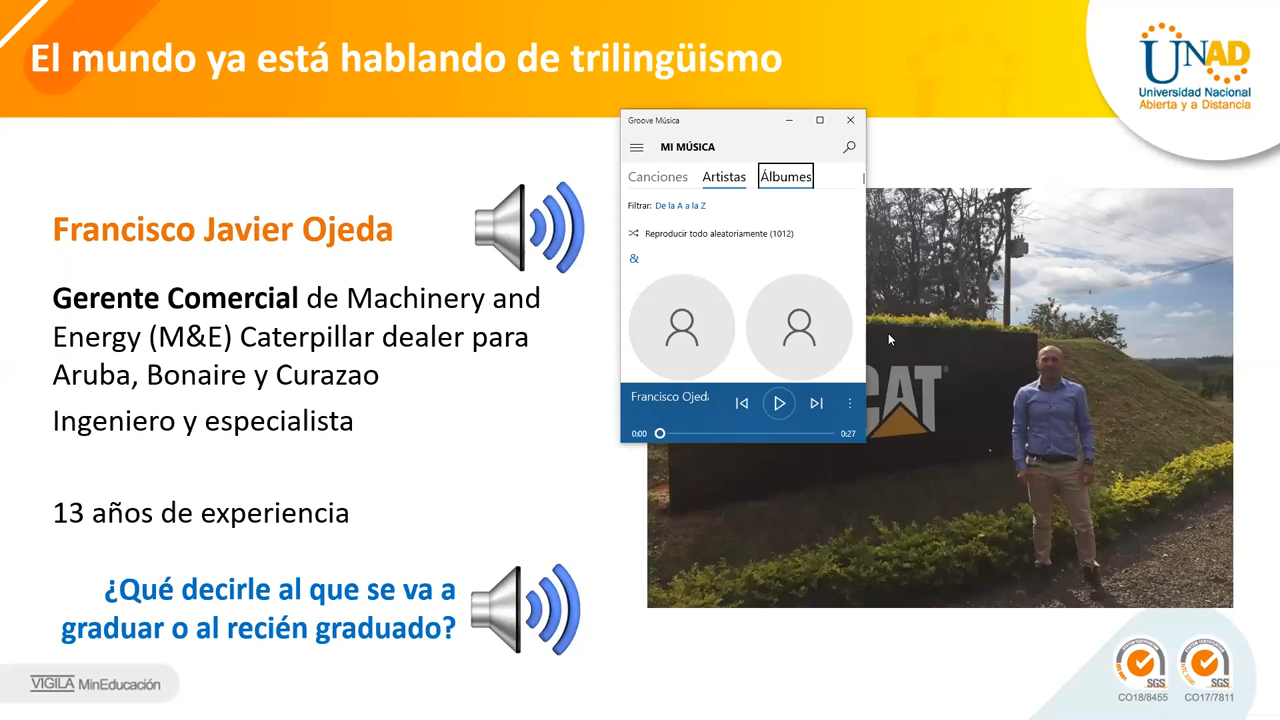 El mundo ya está hablando de trilingüismo
UNAD
Universidad Nacional
Abierta y a Distancia
Francisco Javier Ojeda
Gerente Comercial de Machinery and
Energy (M&E) Caterpillar dealer para
Aruba, Bonaire y Curazao
Ingeniero y especialista
13 años de experiencia
¿Qué decirle al que se va a
graduar o al recién graduado?
Groove Música
MI MÚSICA
Canciones Artistas Álbumes
Filtrar: De la A a la Z
Reproducir todo aleatoriamente (1012)
&
Francisco Ojeda
0:00 0:27
CAT
VIGILA MinEducación
SGS SGS
CO18/8455 CO17/7811